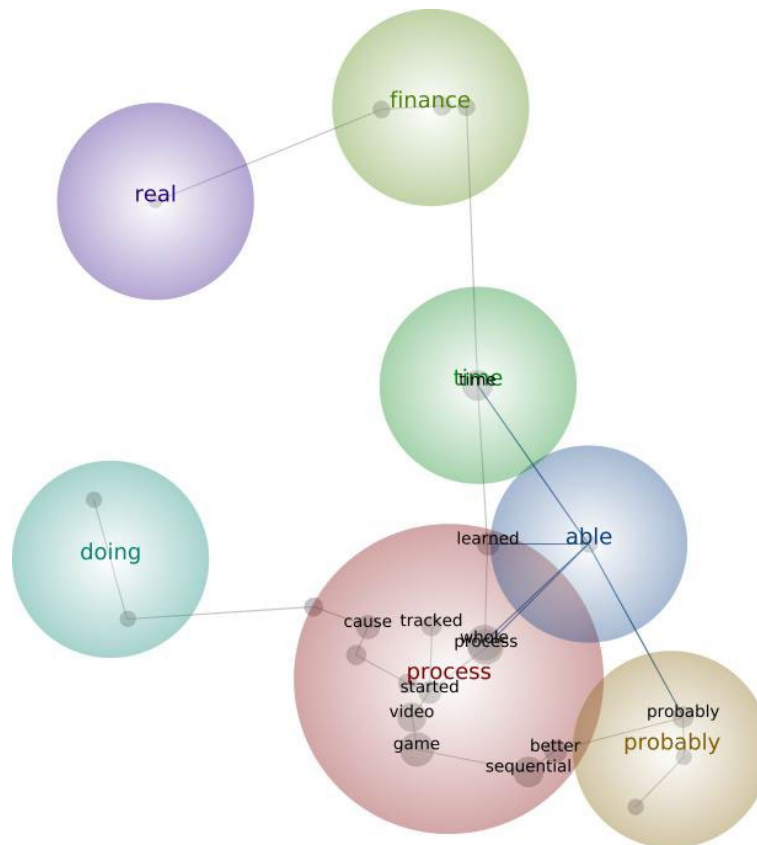 finance
real
time
time
learned
able
doing
cause
tracked
whole
process
process
started
video
probably
game
better
probably
sequential